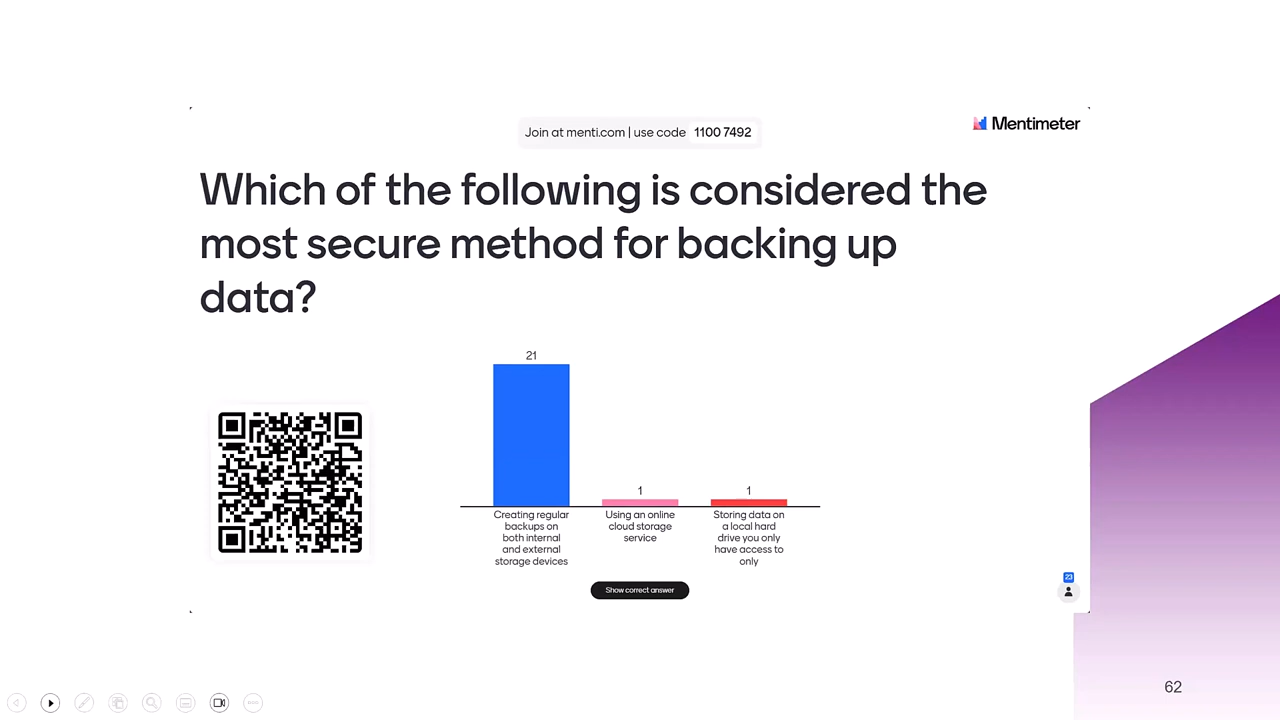 Join at menti.com | use code 1100 7492
Mentimeter
Which of the following is considered the
most secure method for backing up
data?
21
1
1
Creating regular
backups on
both internal
and external
storage devices
Using an online
cloud storage
service
Storing data on
a local hard
drive you only
have access to
only
Show correct answer
23
62